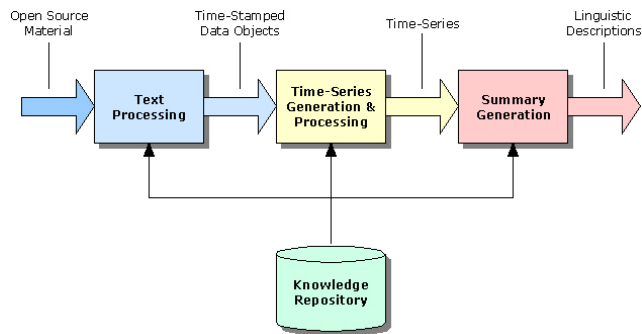 Open Source
Material
Time-Stamped
Data Objects
Time-Series
Linguistic
Descriptions
Text
Processing
Time-Series
Generation &
Processing
Summary
Generation
Knowledge
Repository